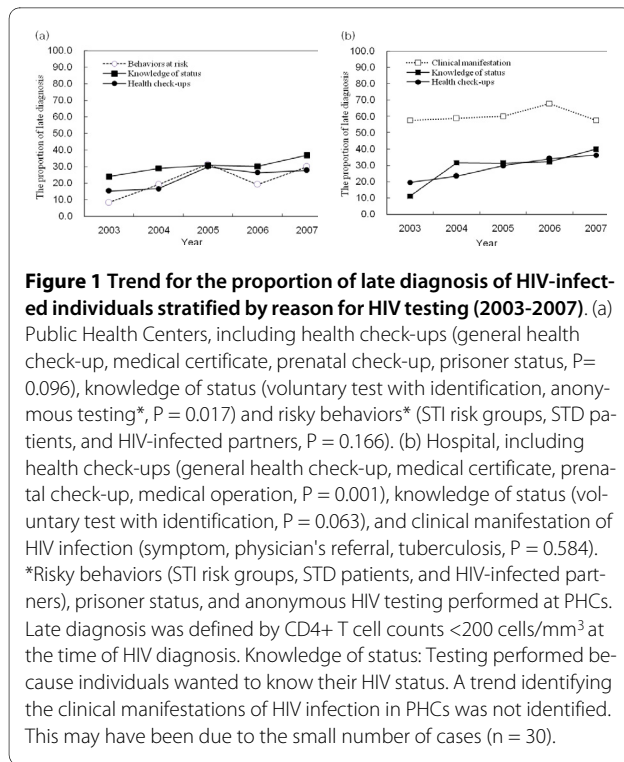 (a)
100.0
90.0
80.0
70.0
60.0
50.0
40.0
30.0
20.0
10.0
0.0
The proportion of late diagnosis
Behaviors at risk
Knowledge of status
Health check-ups
2003 2004 2005 2006 2007
Year
(b)
100.0
90.0
80.0
70.0
60.0
50.0
40.0
30.0
20.0
10.0
0.0
The proportion of late diagnosis
Clinical manifestation
Knowledge of status
Health check-ups
2003 2004 2005 2006 2007
Year
Figure 1 Trend for the proportion of late diagnosis of HIV-infect-
ed individuals stratified by reason for HIV testing (2003-2007). (a)
Public Health Centers, including health check-ups (general health
check-up, medical certificate, prenatal check-up, prisoner status, P=
0.096), knowledge of status (voluntary test with identification, anony-
mous testing*, P = 0.017) and risky behaviors* (STI risk groups, STD pa-
tients, and HIV-infected partners, P = 0.166). (b) Hospital, including
health check-ups (general health check-up, medical certificate, prena-
tal check-up, medical operation, P = 0.001), knowledge of status (vol-
untary test with identification, P = 0.063), and clinical manifestation of
HIV infection (symptom, physician's referral, tuberculosis, P = 0.584).
*Risky behaviors (STI risk groups, STD patients, and HIV-infected part-
ners), prisoner status, and anonymous HIV testing performed at PHCs.
Late diagnosis was defined by CD4+ T cell counts <200 cells/mm³ at
the time of HIV diagnosis. Knowledge of status: Testing performed be-
cause individuals wanted to know their HIV status. A trend identifying
the clinical manifestations of HIV infection in PHCs was not identified.
This may have been due to the small number of cases (n = 30).